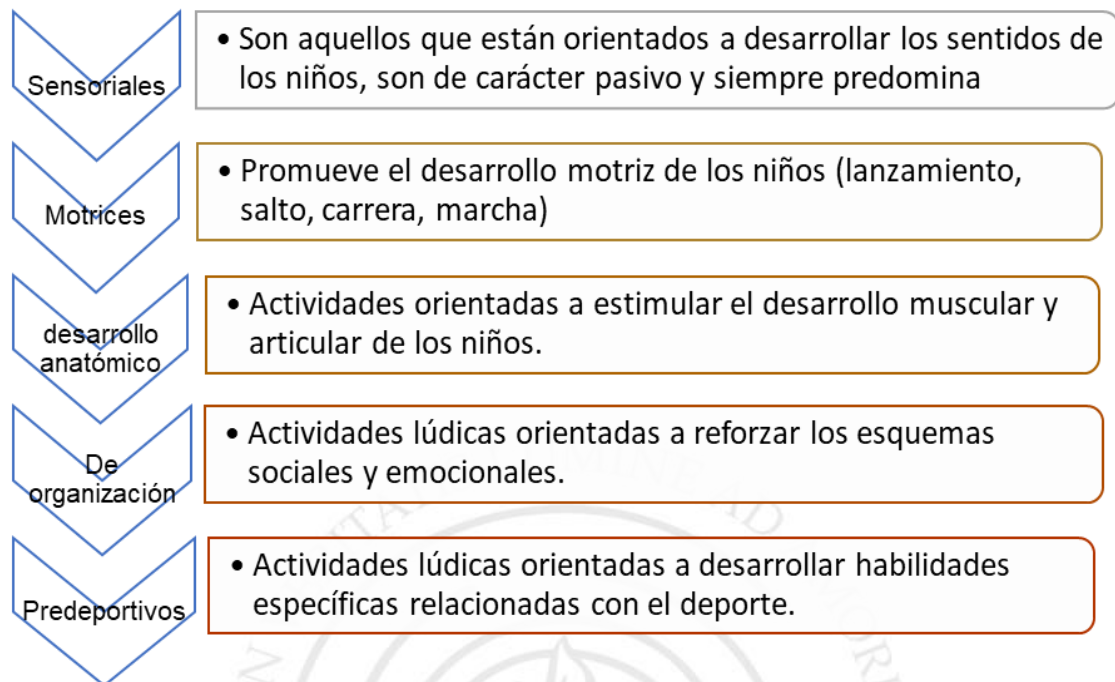 Sensoriales
• Son aquellos que están orientados a desarrollar los sentidos de
los niños, son de carácter pasivo y siempre predomina
Motrices
• Promueve el desarrollo motriz de los niños (lanzamiento,
salto, carrera, marcha)
desarrollo
anatómico
• Actividades orientadas a estimular el desarrollo muscular y
articular de los niños.
De
organización
• Actividades lúdicas orientadas a reforzar los esquemas
sociales y emocionales.
Predeportivos
• Actividades lúdicas orientadas a desarrollar habilidades
específicas relacionadas con el deporte.